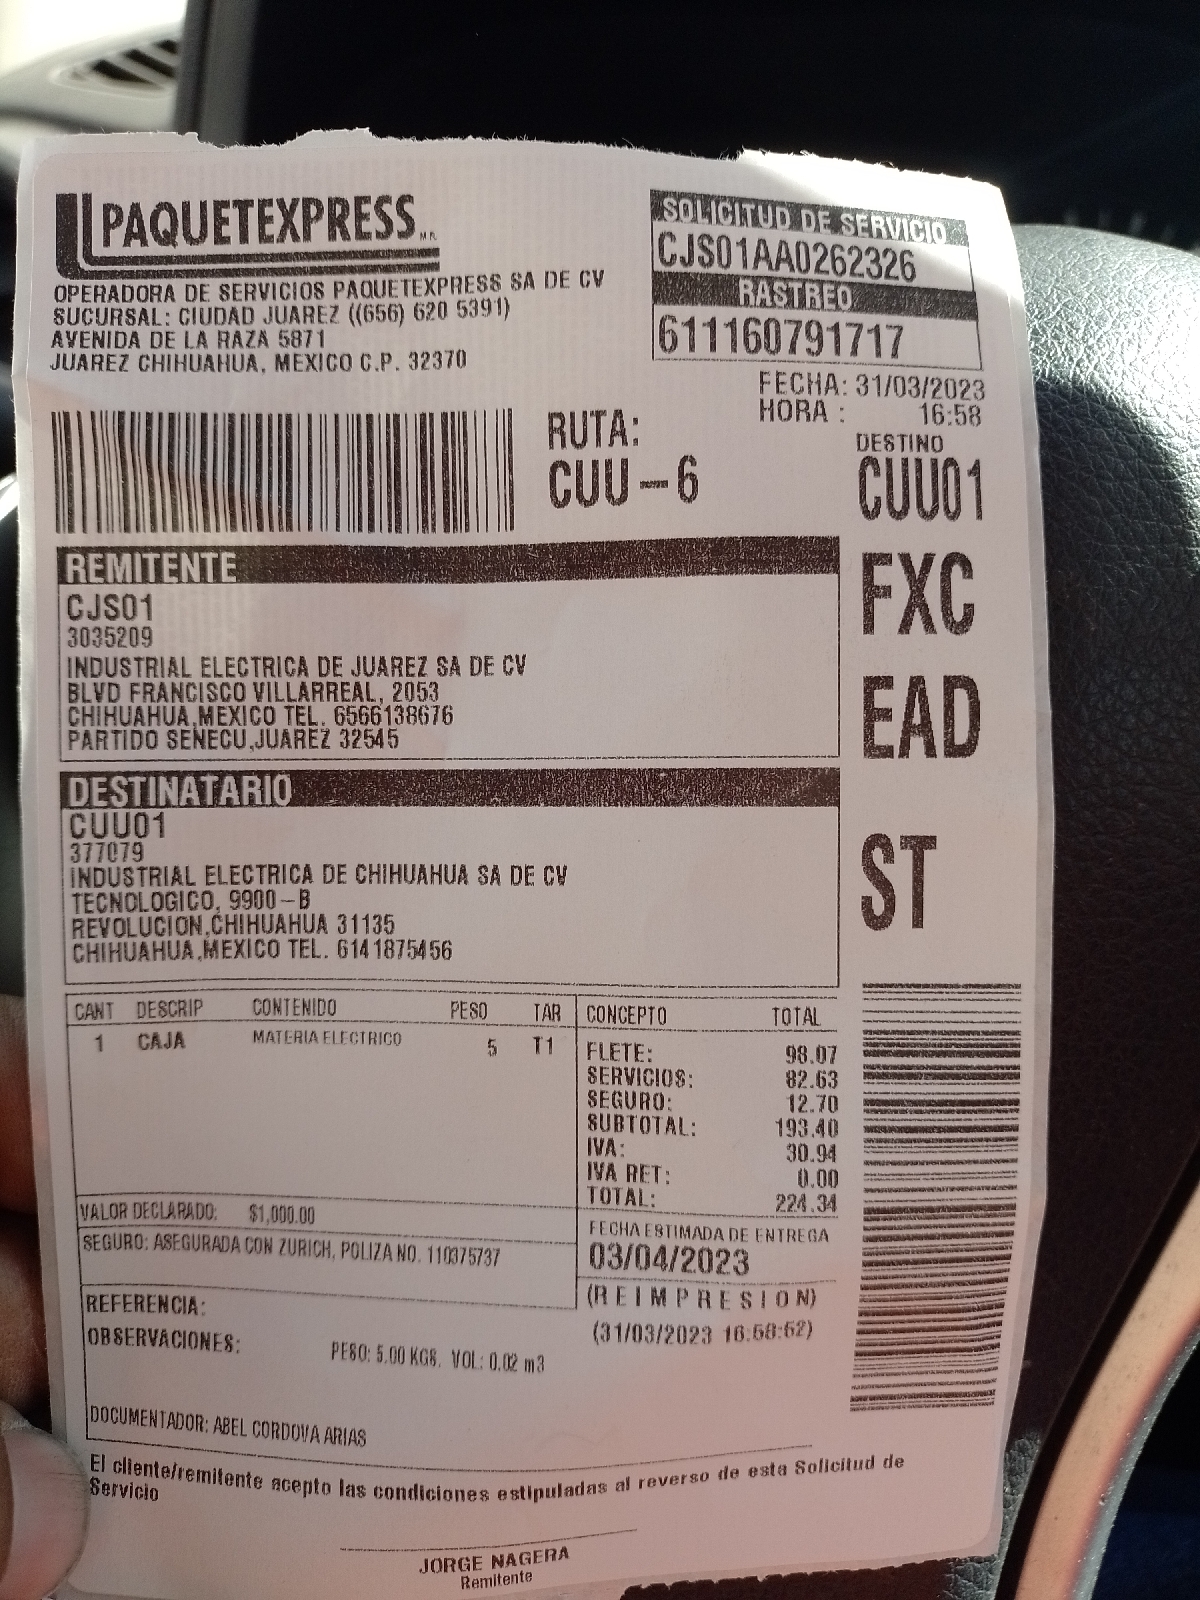 PAQUETEXPRESS M.R.
OPERADORA DE SERVICIOS PAQUETEXPRESS SA DE CV
SUCURSAL: CIUDAD JUAREZ ((656) 620 5391)
AVENIDA DE LA RAZA 5871
JUAREZ CHIHUAHUA, MEXICO C.P. 32370
SOLICITUD DE SERVICIO
CJS01AA0262326
RASTREO
611160791717
FECHA: 31/03/2023
HORA : 16:58
RUTA:
CUU-6
DESTINO
CUU01
FXC
EAD
ST
REMITENTE
CJS01
3035209
INDUSTRIAL ELECTRICA DE JUAREZ SA DE CV
BLVD FRANCISCO VILLARREAL, 2053
CHIHUAHUA,MEXICO TEL. 6566138676
PARTIDO SENECU,JUAREZ 32545
DESTINATARIO
CUU01
377079
INDUSTRIAL ELECTRICA DE CHIHUAHUA SA DE CV
TECNOLOGICO, 9900-B
REVOLUCION,CHIHUAHUA 31135
CHIHUAHUA,MEXICO TEL. 6141875456
CANT DESCRIP CONTENIDO PESO TAR
1 CAJA MATERIA ELECTRICO 5 T1
CONCEPTO TOTAL
FLETE: 98.07
SERVICIOS: 82.63
SEGURO: 12.70
SUBTOTAL: 193.40
IVA: 30.94
IVA RET: 0.00
TOTAL: 224.34
VALOR DECLARADO: $1,000.00
SEGURO: ASEGURADA CON ZURICH, POLIZA NO. 110375737
FECHA ESTIMADA DE ENTREGA
03/04/2023
(REIMPRESION)
(31/03/2023 16:58:52)
REFERENCIA:
OBSERVACIONES:
PESO: 5.00 KGS. VOL: 0.02 m3
DOCUMENTADOR: ABEL CORDOVA ARIAS
El cliente/remitente acepto las condiciones estipuladas al reverso de esta Solicitud de
Servicio
JORGE NAGERA
Remitente